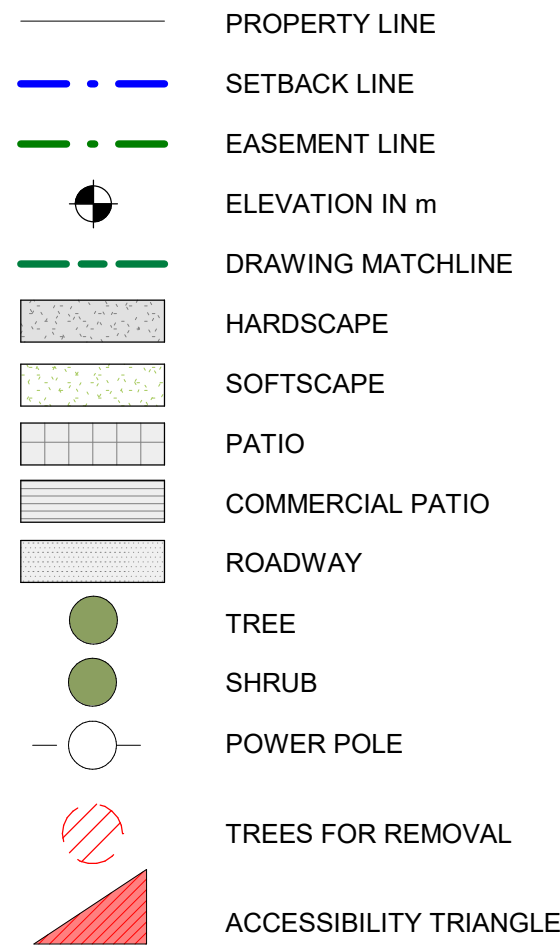 PROPERTY LINE
SETBACK LINE
EASEMENT LINE
ELEVATION IN m
DRAWING MATCHLINE
HARDSCAPE
SOFTSCAPE
PATIO
COMMERCIAL PATIO
ROADWAY
TREE
SHRUB
POWER POLE
TREES FOR REMOVAL
ACCESSIBILITY TRIANGLE